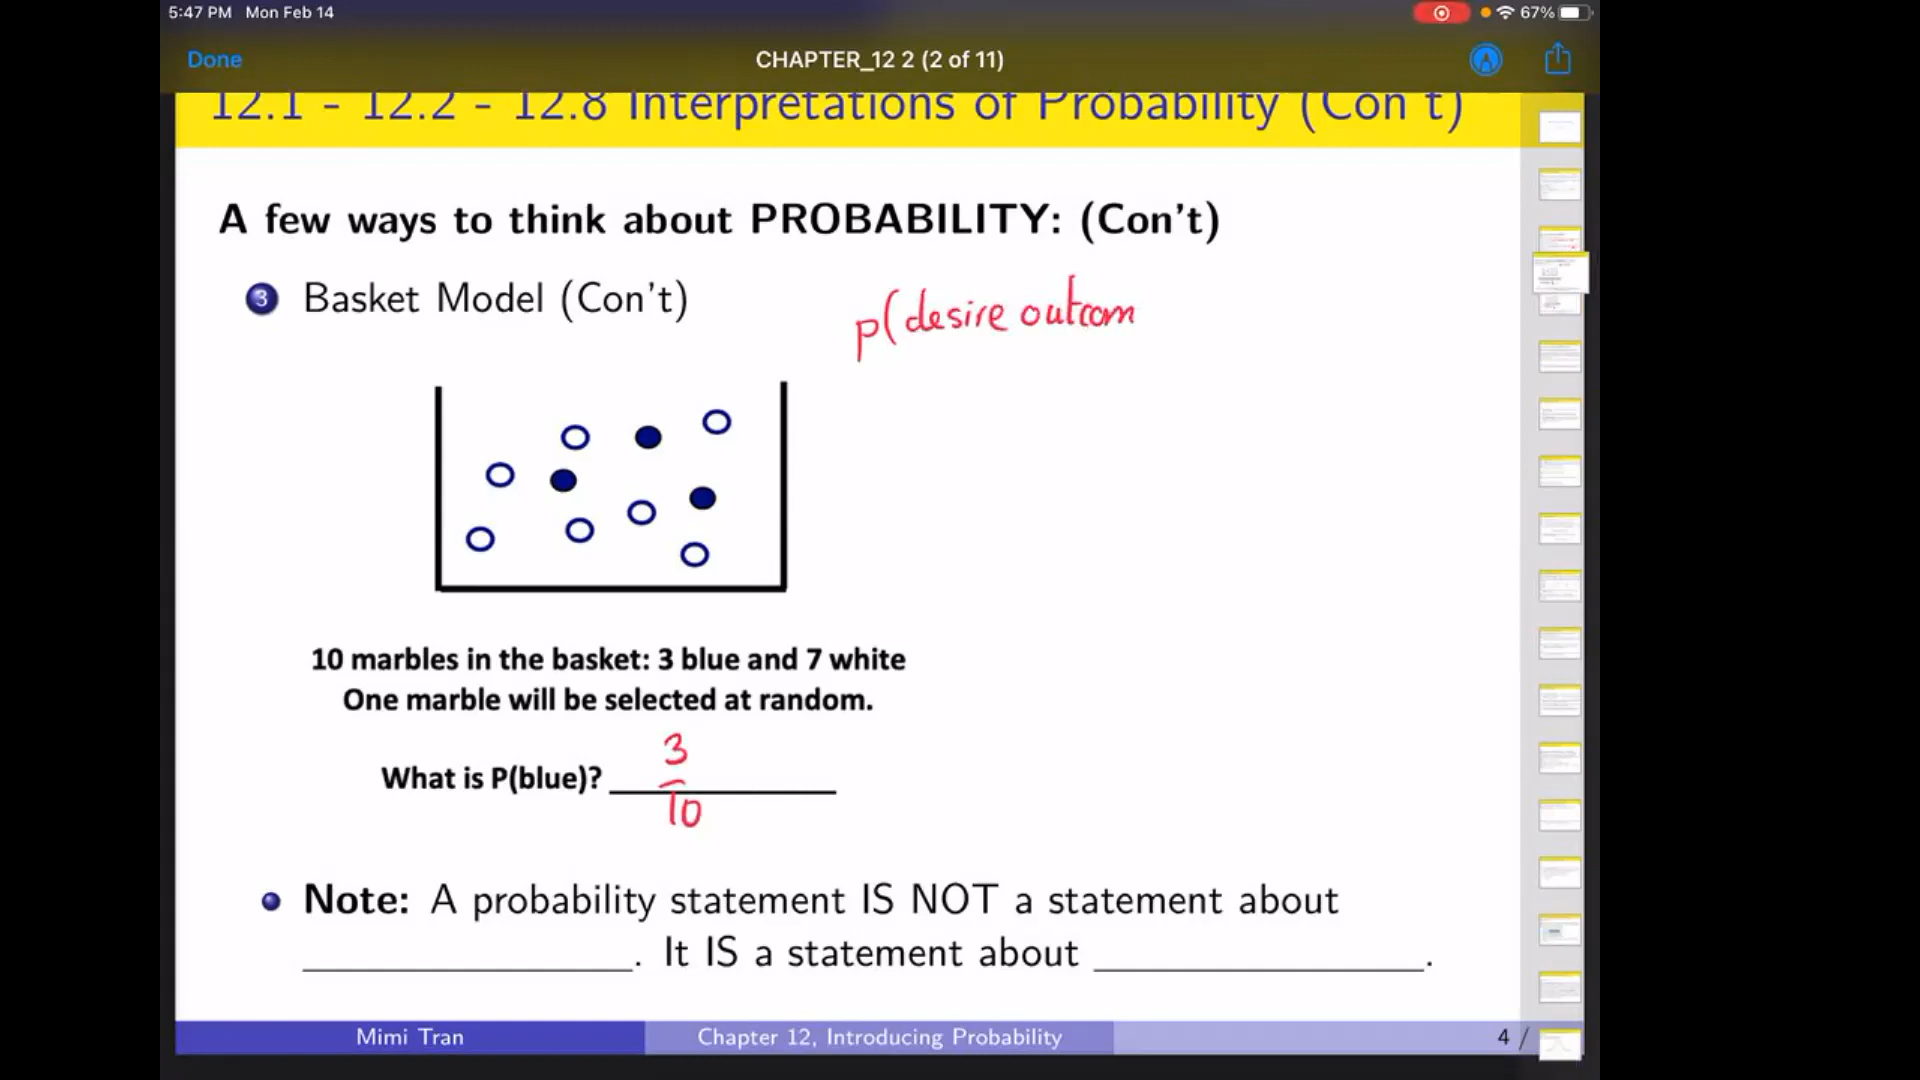 5:47 PM Mon Feb 14
67%
Done
CHAPTER_12 2 (2 of 11)
12.1 - 12.2 - 12.8 Interpretations of Probability (Con't)
A few ways to think about PROBABILITY: (Con't)
3 Basket Model (Con't)
p(desire outcom
10 marbles in the basket: 3 blue and 7 white
One marble will be selected at random.
3
What is P(blue)? ____________
10
Note: A probability statement IS NOT a statement about
____________. It IS a statement about ____________.
Mimi Tran
Chapter 12, Introducing Probability
4 /